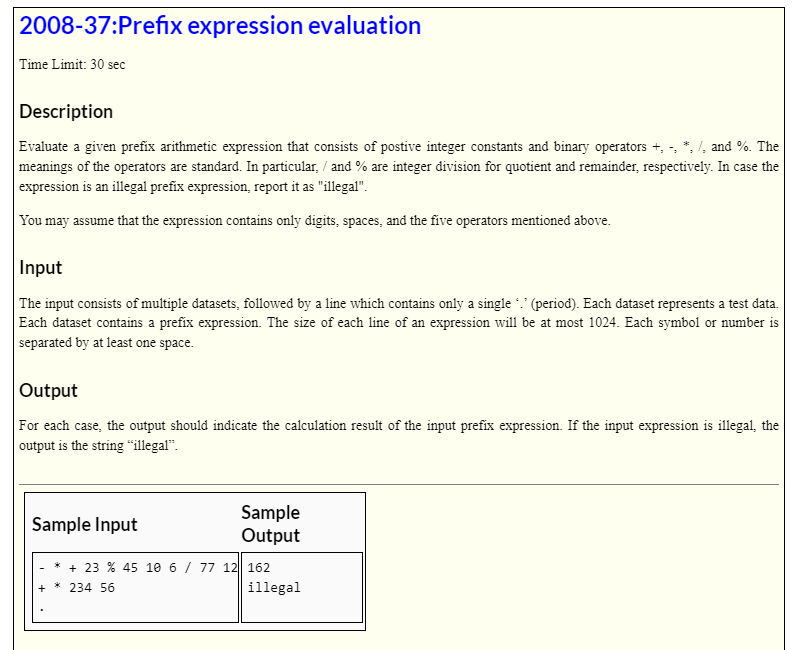 2008-37:Prefix expression evaluation
Time Limit: 30 sec
Description
Evaluate a given prefix arithmetic expression that consists of postive integer constants and binary operators +, -, *, /, and %. The
meanings of the operators are standard. In particular, / and % are integer division for quotient and remainder, respectively. In case the
expression is an illegal prefix expression, report it as "illegal".
You may assume that the expression contains only digits, spaces, and the five operators mentioned above.
Input
The input consists of multiple datasets, followed by a line which contains only a single ‘.’ (period). Each dataset represents a test data.
Each dataset contains a prefix expression. The size of each line of an expression will be at most 1024. Each symbol or number is
separated by at least one space.
Output
For each case, the output should indicate the calculation result of the input prefix expression. If the input expression is illegal, the
output is the string “illegal”.
Sample Input
Sample
Output
- * + 23 % 45 10 6 / 77 12
+ * 234 56
.
162
illegal